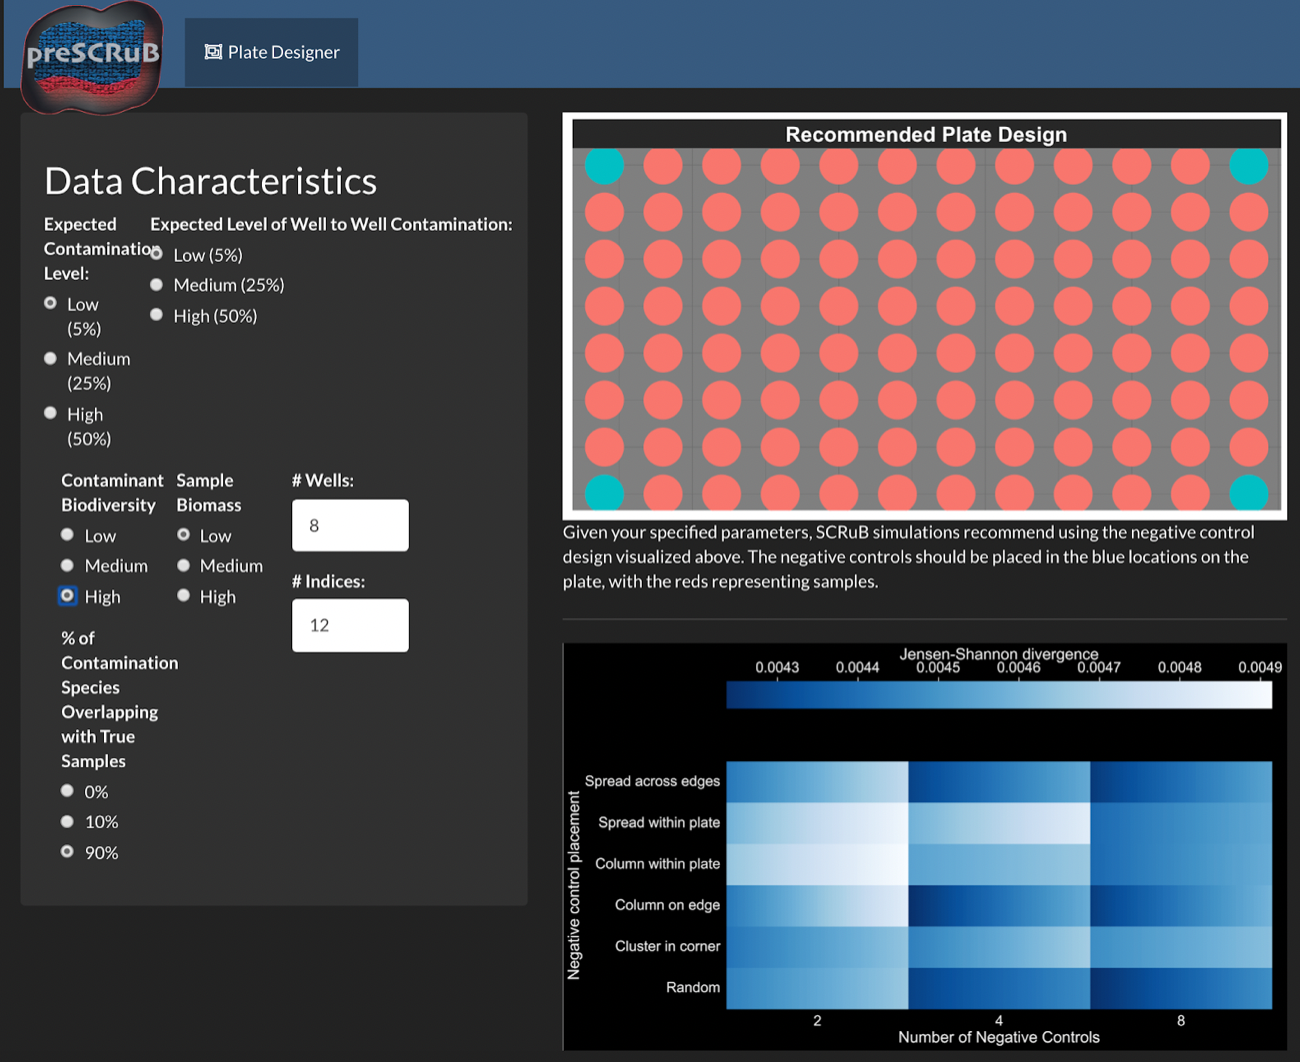 preSCRuB
Plate Designer
Data Characteristics
Expected
Contamination
Level:
Low
(5%)
Medium
(25%)
High
(50%)
Expected Level of Well to Well Contamination:
Low (5%)
Medium (25%)
High (50%)
Contaminant
Biodiversity
Low
Medium
High
Sample
Biomass
Low
Medium
High
# Wells:
8
# Indices:
12
% of
Contamination
Species
Overlapping
with True
Samples
0%
10%
90%
Recommended Plate Design
Given your specified parameters, SCRuB simulations recommend using the negative control
design visualized above. The negative controls should be placed in the blue locations on the
plate, with the reds representing samples.
Jensen-Shannon divergence
0.0043 0.0044 0.0045 0.0046 0.0047 0.0048 0.0049
Negative control placement
Spread across edges
Spread within plate
Column within plate
Column on edge
Cluster in corner
Random
2 4 8
Number of Negative Controls